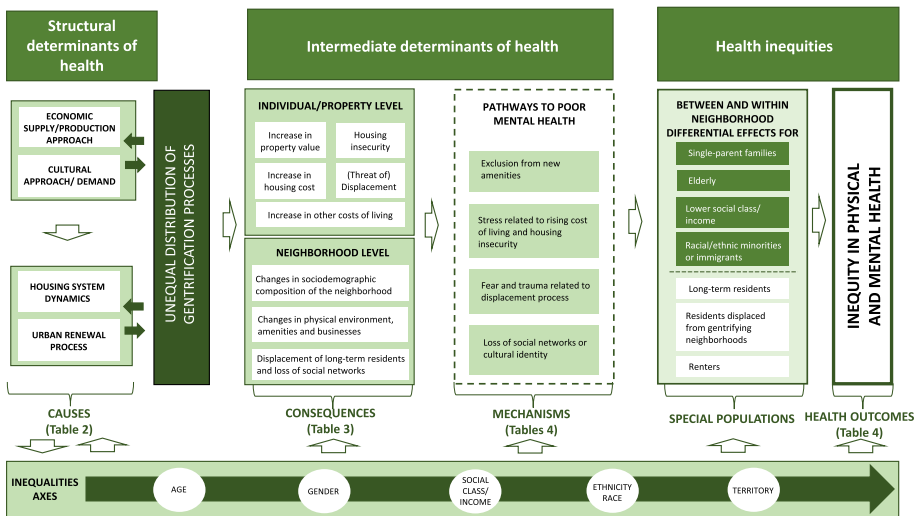 Structural
determinants of
health
Intermediate determinants of health
Health inequities
ECONOMIC
SUPPLY/PRODUCTION
APPROACH
CULTURAL
APPROACH/ DEMAND
HOUSING SYSTEM
DYNAMICS
URBAN RENEWAL
PROCESS
UNEQUAL DISTRIBUTION OF
GENTRIFICATION PROCESSES
INDIVIDUAL/PROPERTY LEVEL
Increase in
property value
Housing
insecurity
Increase in
housing cost
(Threat of)
Displacement
Increase in other costs of living
NEIGHBORHOOD LEVEL
Changes in sociodemographic
composition of the neighborhood
Changes in physical environment,
amenities and businesses
Displacement of long-term residents
and loss of social networks
PATHWAYS TO POOR
MENTAL HEALTH
Exclusion from new
amenities
Stress related to rising cost
of living and housing
insecurity
Fear and trauma related to
displacement process
Loss of social networks or
cultural identity
BETWEEN AND WITHIN
NEIGHBORHOOD
DIFFERENTIAL EFFECTS FOR
Single-parent families
Elderly
Lower social class/
income
Racial/ethnic minorities
or immigrants
Long-term residents
Residents displaced
from gentrifying
neighborhoods
Renters
INEQUITY IN PHYSICAL
AND MENTAL HEALTH
CAUSES
(Table 2)
CONSEQUENCES
(Table 3)
MECHANISMS
(Tables 4)
SPECIAL POPULATIONS
HEALTH OUTCOMES
(Table 4)
INEQUALITIES
AXES
AGE
GENDER
SOCIAL
CLASS/
INCOME
ETHNICITY
RACE
TERRITORY